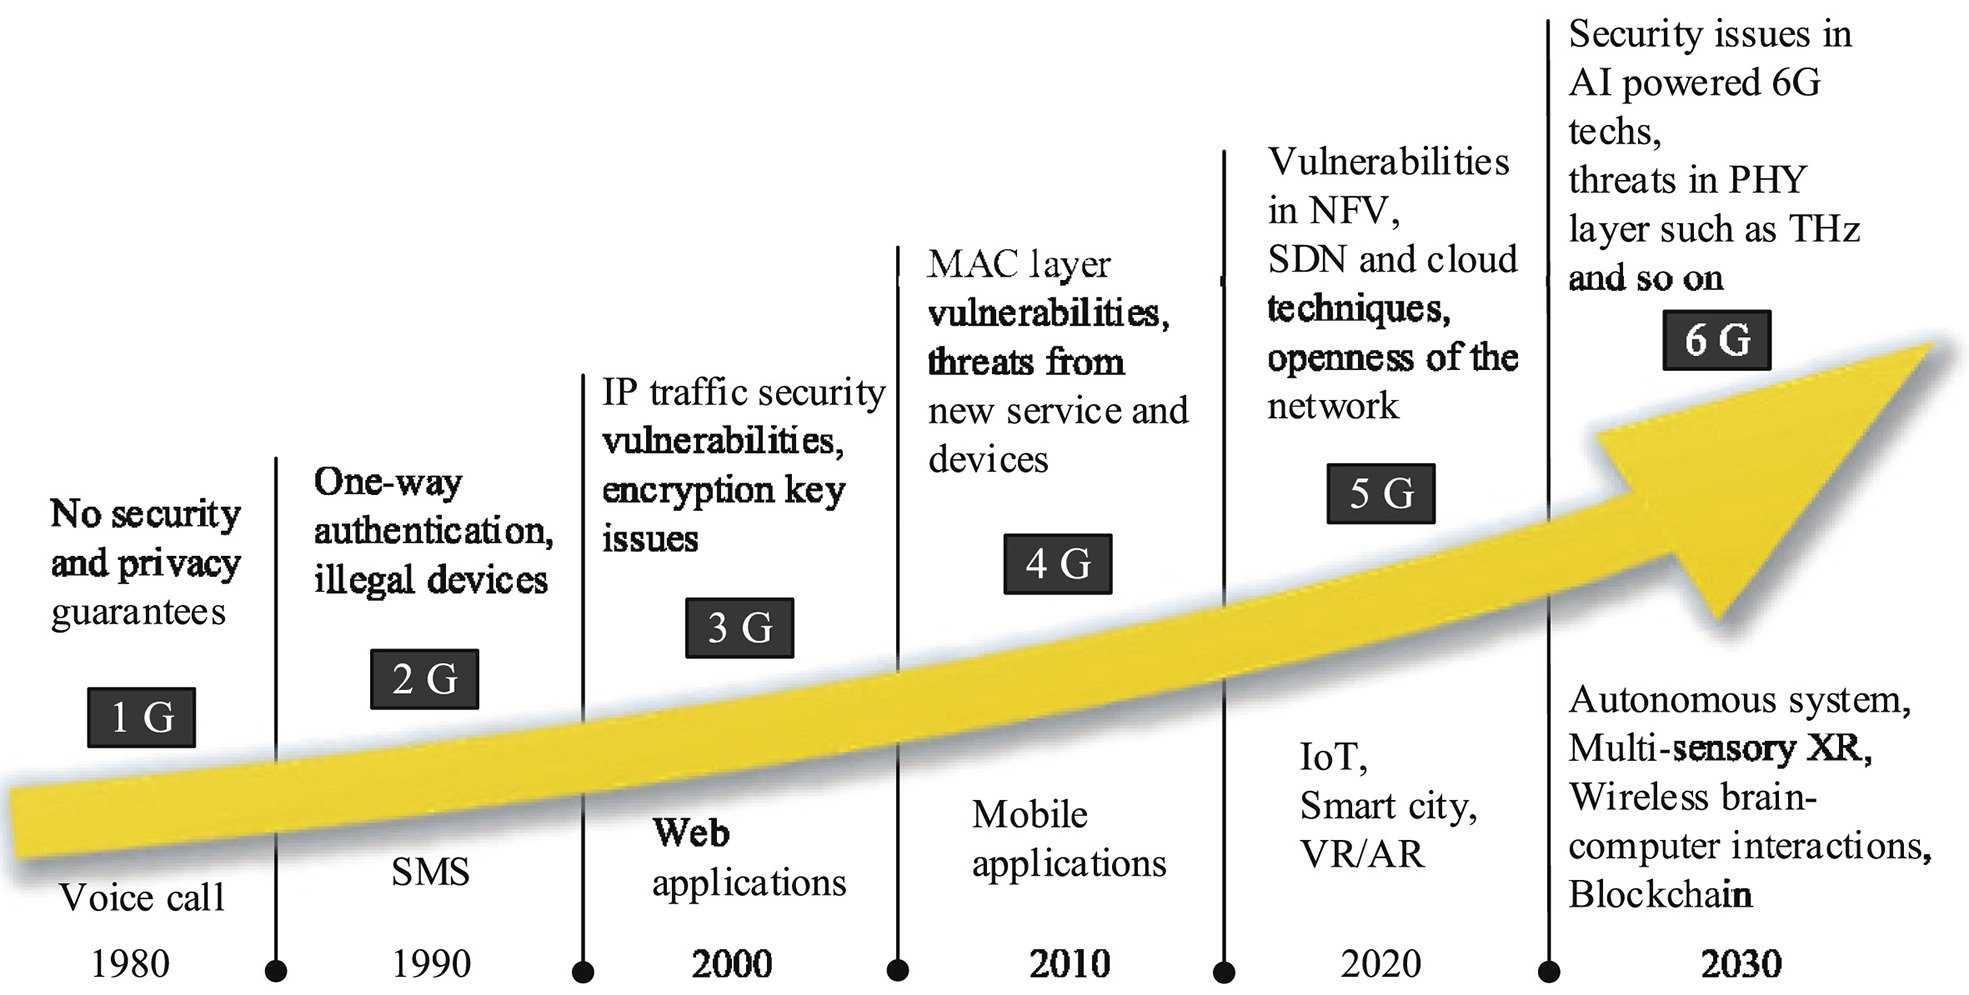 No security
and privacy
guarantees
1 G
Voice call
1980
One-way
authentication,
illegal devices
2 G
SMS
1990
IP traffic security
vulnerabilities,
encryption key
issues
3 G
Web
applications
2000
MAC layer
vulnerabilities,
threats from
new service and
devices
4 G
Mobile
applications
2010
Vulnerabilities
in NFV,
SDN and cloud
techniques,
openness of the
network
5 G
IoT,
Smart city,
VR/AR
2020
Security issues in
AI powered 6G
techs,
threats in PHY
layer such as THz
and so on
6 G
Autonomous system,
Multi-sensory XR,
Wireless brain-
computer interactions,
Blockchain
2030